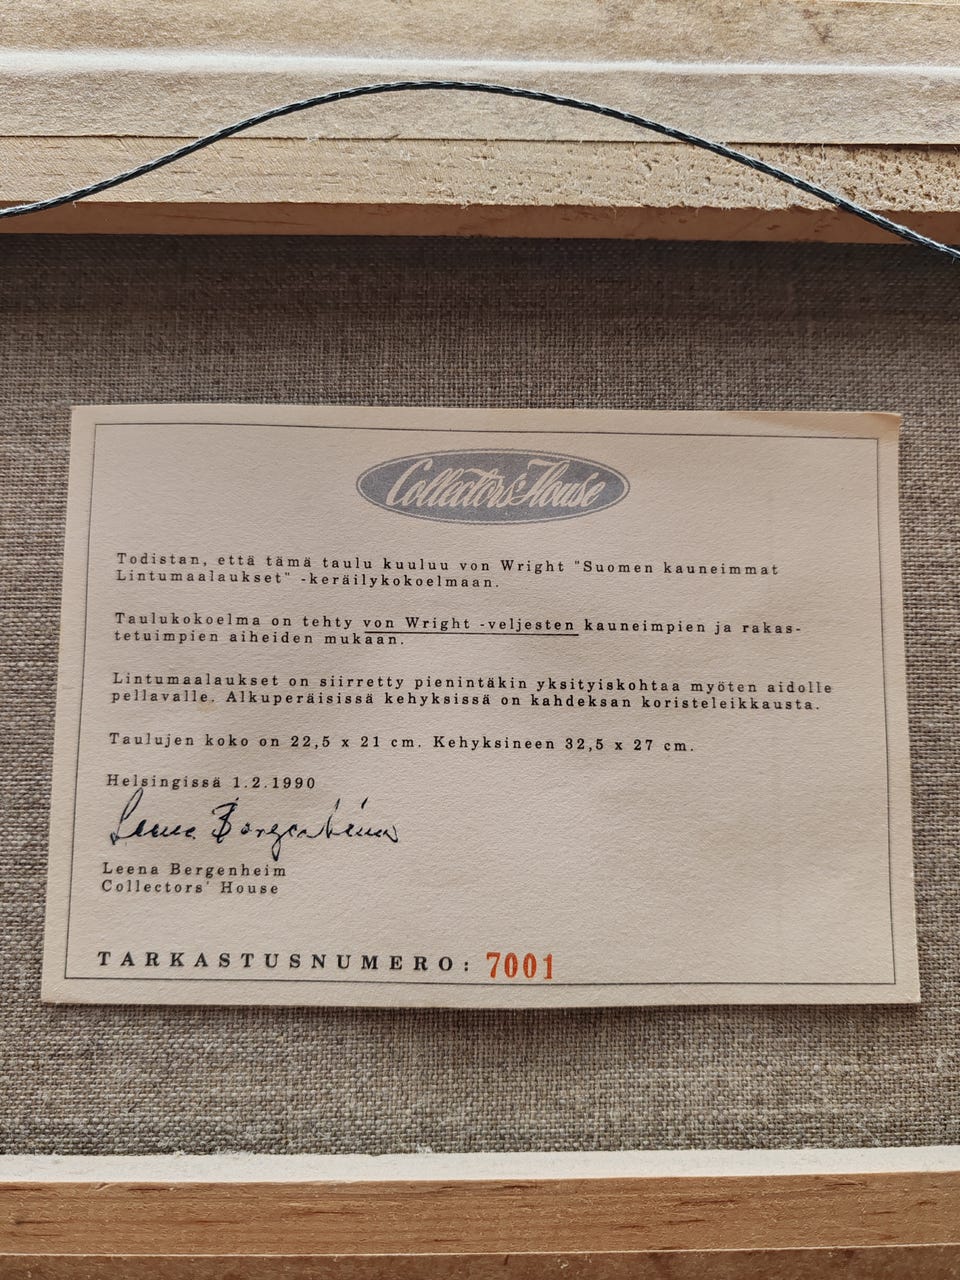 Collectors' House
Todistan, että tämä taulu kuuluu von Wright "Suomen kauneimmat
Lintumaalaukset" -keräilykokoelmaan.
Taulukokoelma on tehty von Wright -veljesten kauneimpien ja rakas-
tetuimpien aiheiden mukaan.
Lintumaalaukset on siirretty pienintäkin yksityiskohtaa myöten aidolle
pellavalle. Alkuperäisissä kehyksissä on kahdeksan koristeleikkausta.
Taulujen koko on 22,5 x 21 cm. Kehyksineen 32,5 x 27 cm.
Helsingissä 1.2.1990
Leena Bergenheim
Leena Bergenheim
Collectors' House
TARKASTUSNUMERO: 7001